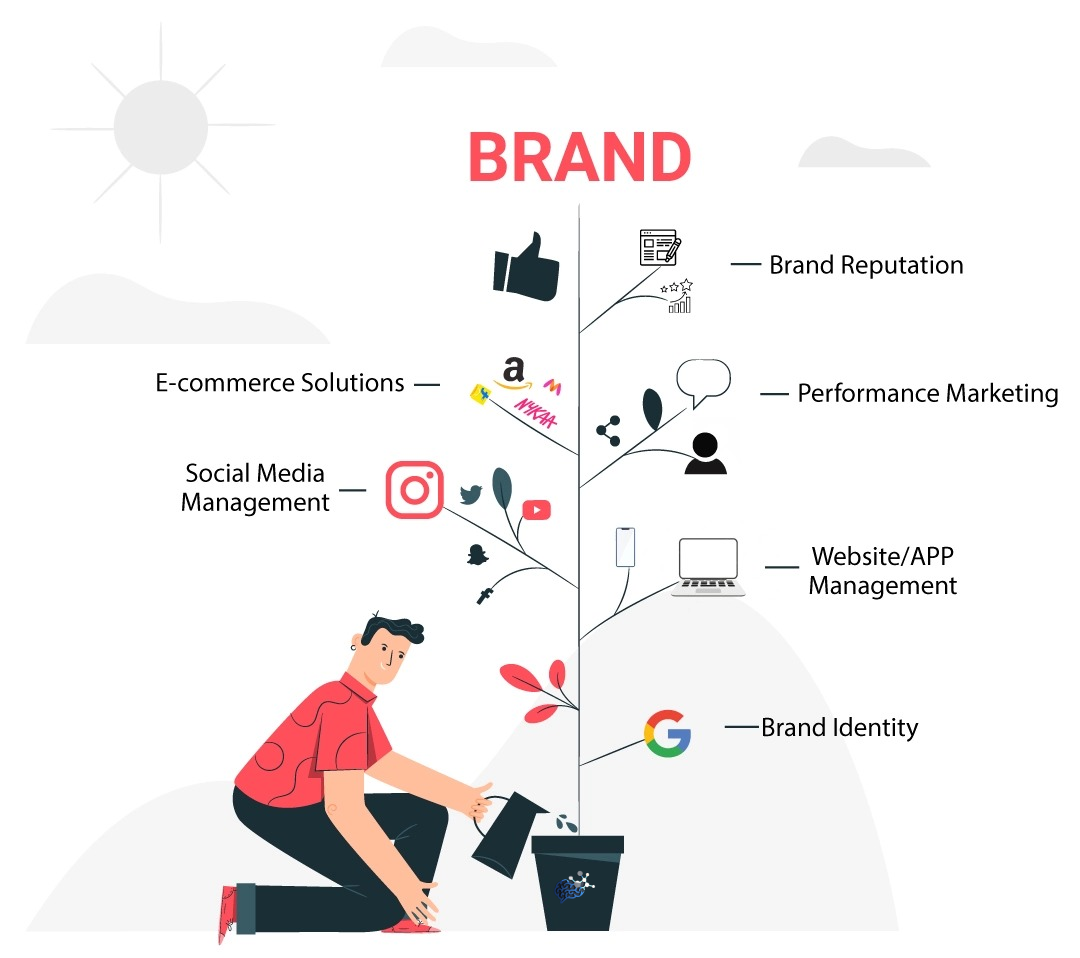 BRAND
Brand Reputation
E-commerce Solutions
a
NYKAA
Performance Marketing
Social Media
Management
Website/APP
Management
G
Brand Identity